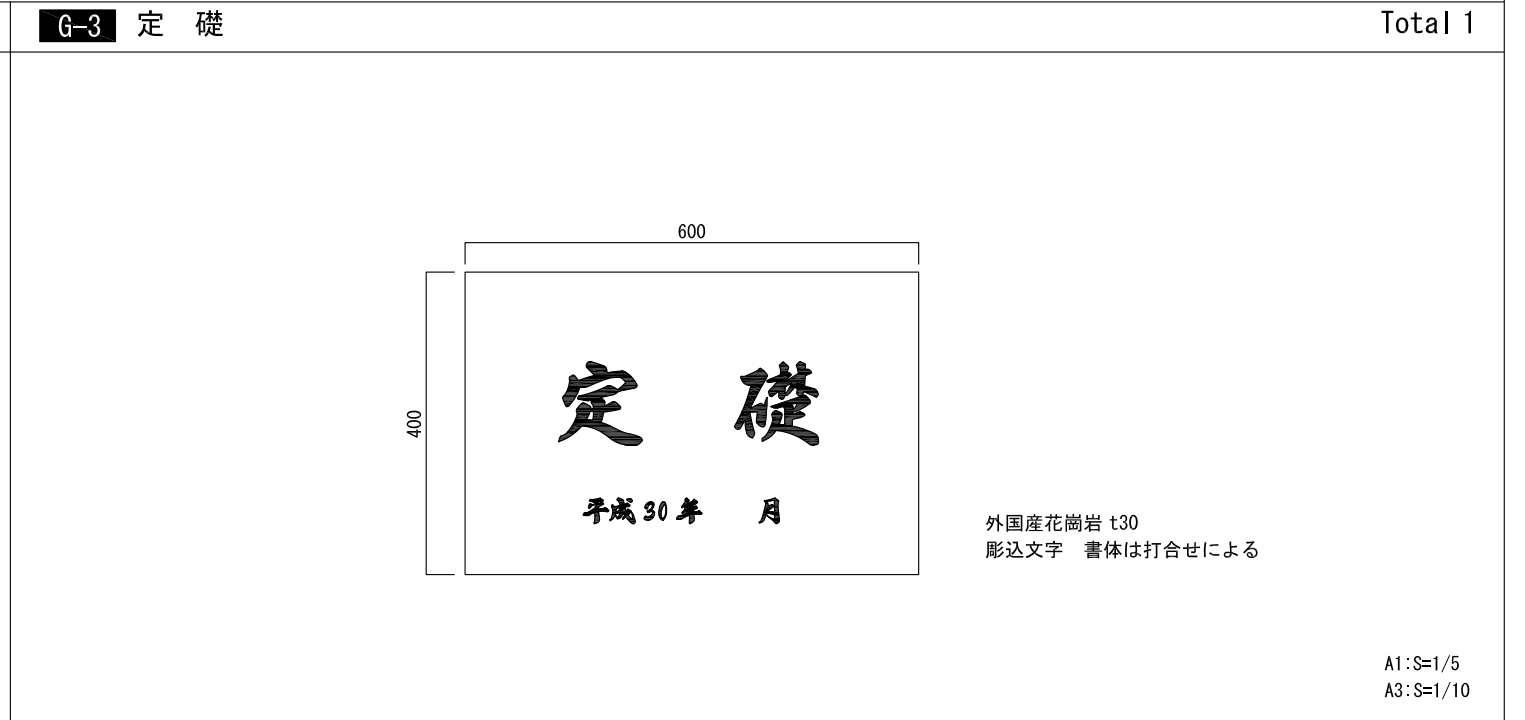 G-3 定　礎
Total 1
600
400
定　礎
平成30年　月
外国産花崗岩 t30
彫込文字　書体は打合せによる
A1:S=1/5
A3:S=1/10